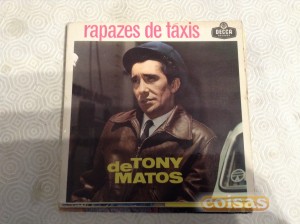 rapazes de táxis
DECCA
de TONY
MATOS
coisas